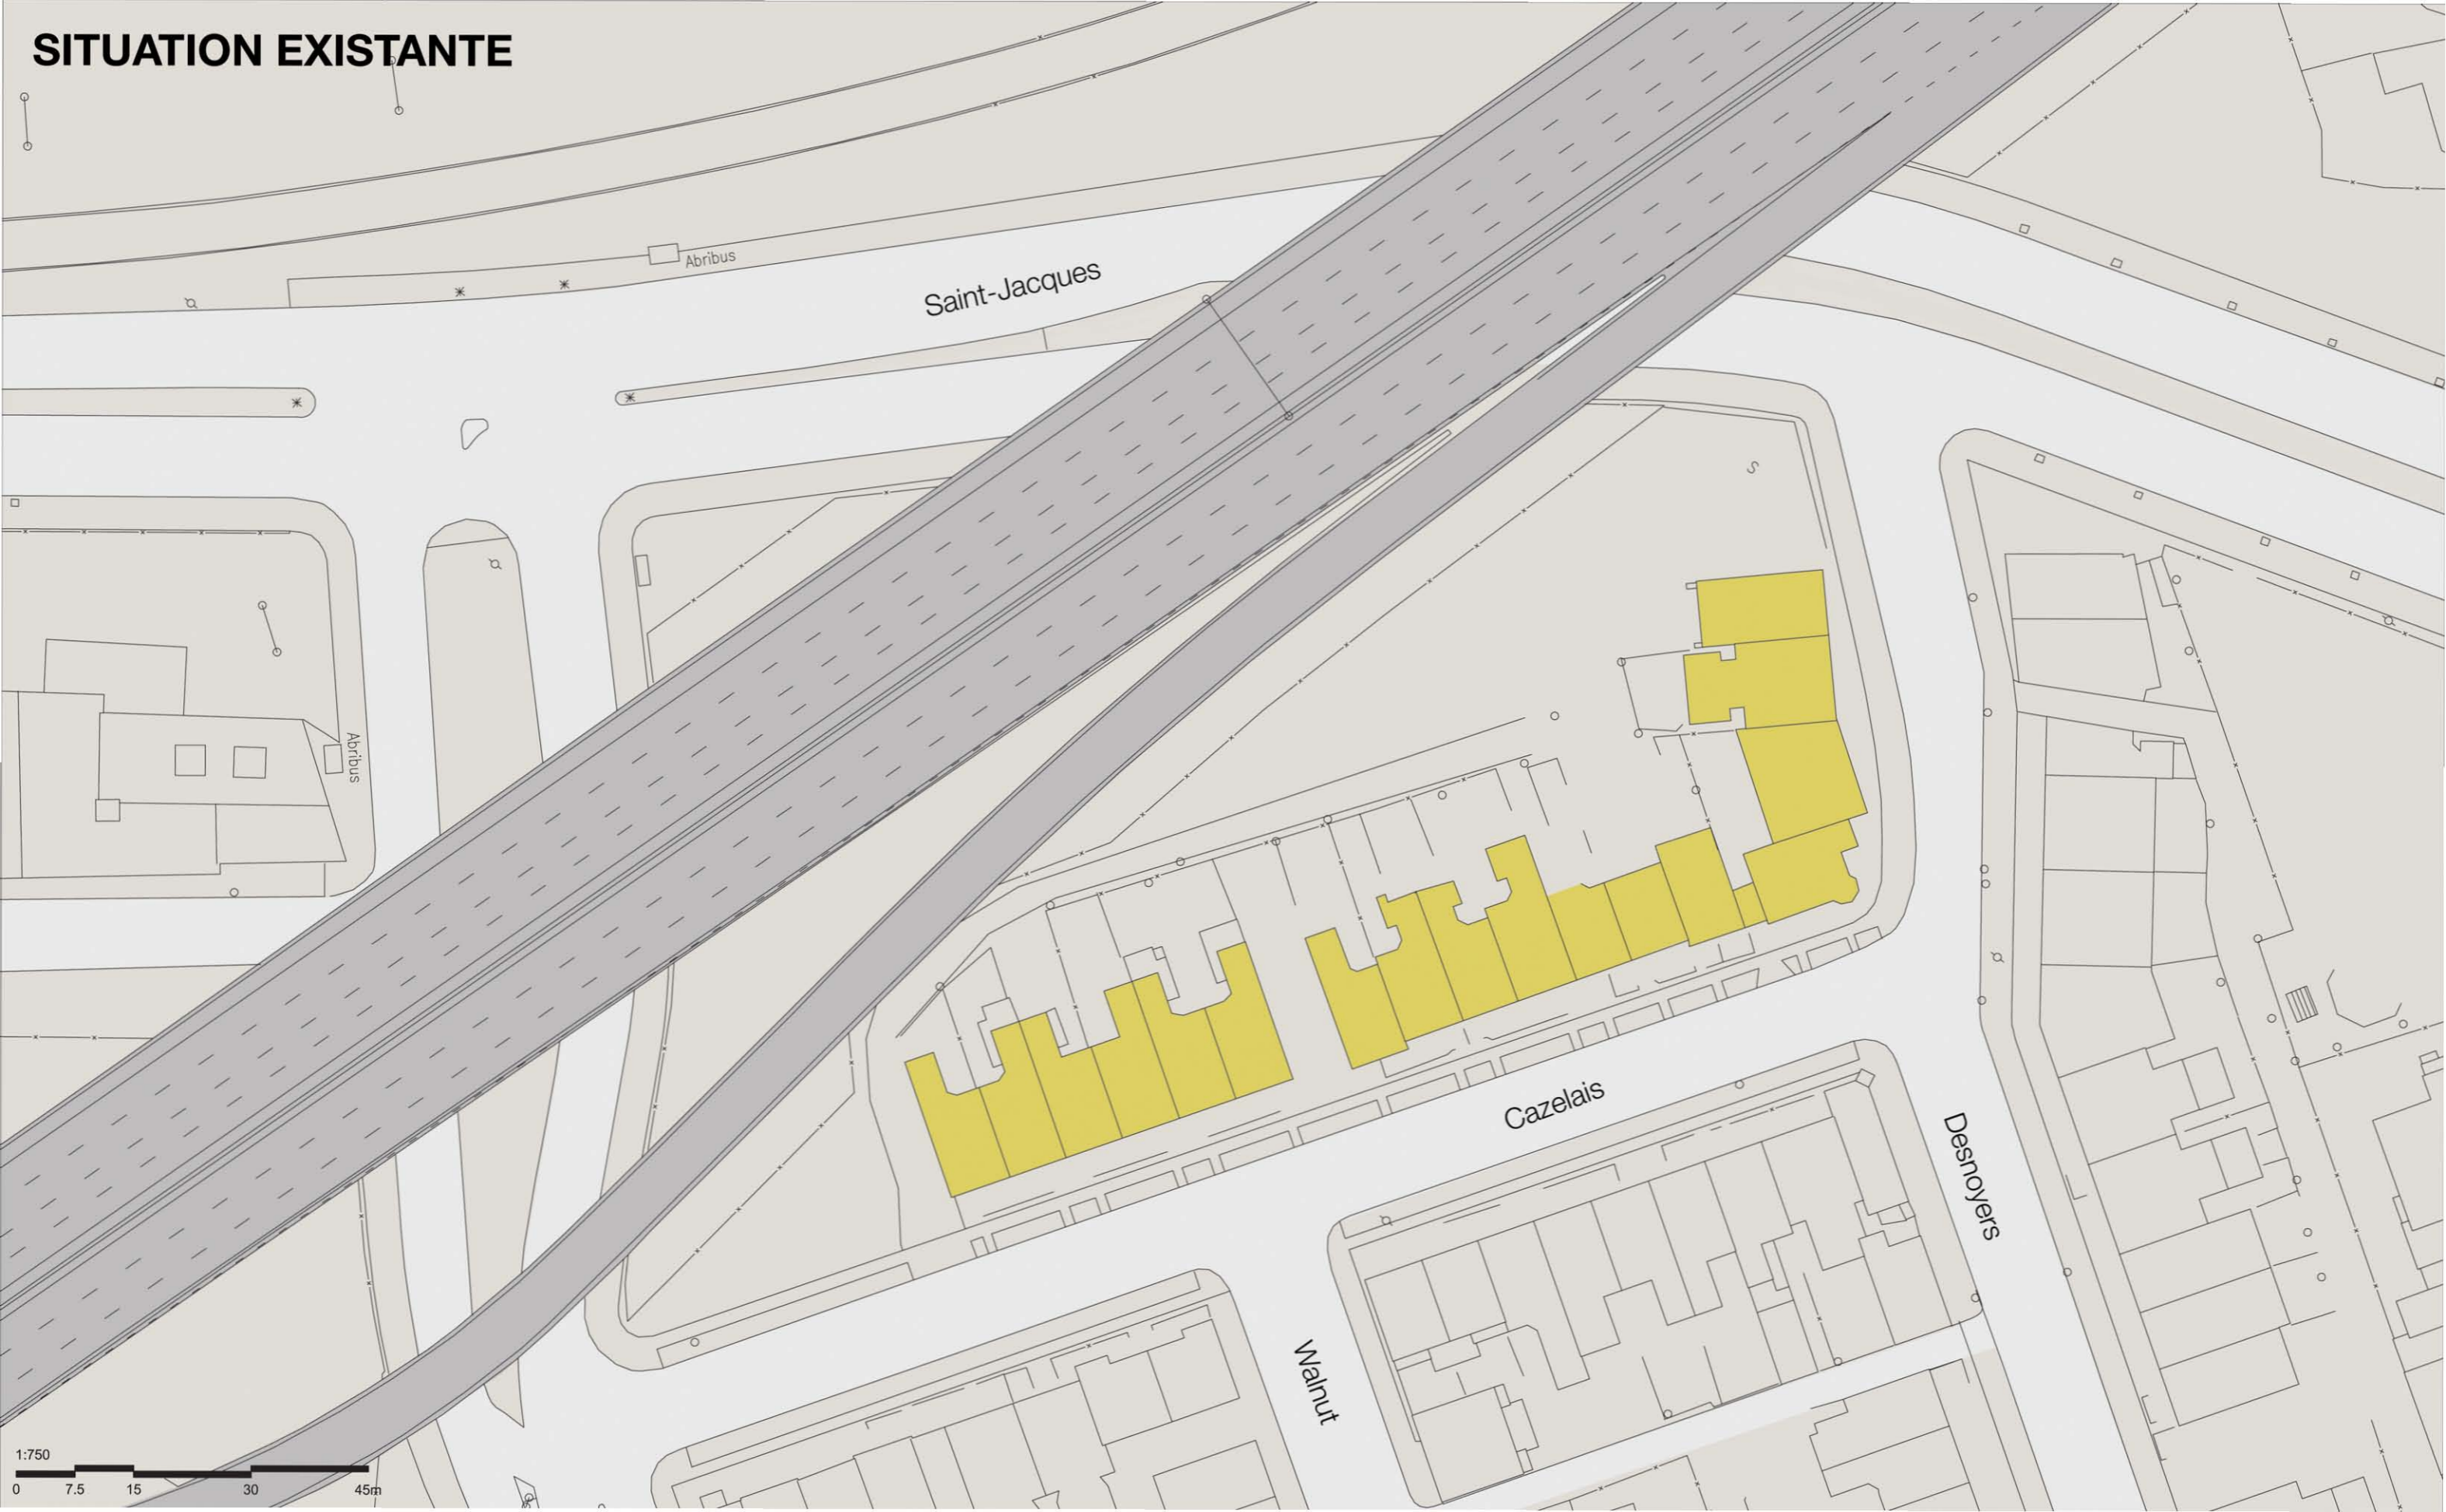 SITUATION EXISTANTE
Abribus
Saint-Jacques
Abribus
S
Cazelais
Desnoyers
Walnut
1:750
0 7.5 15 30 45m